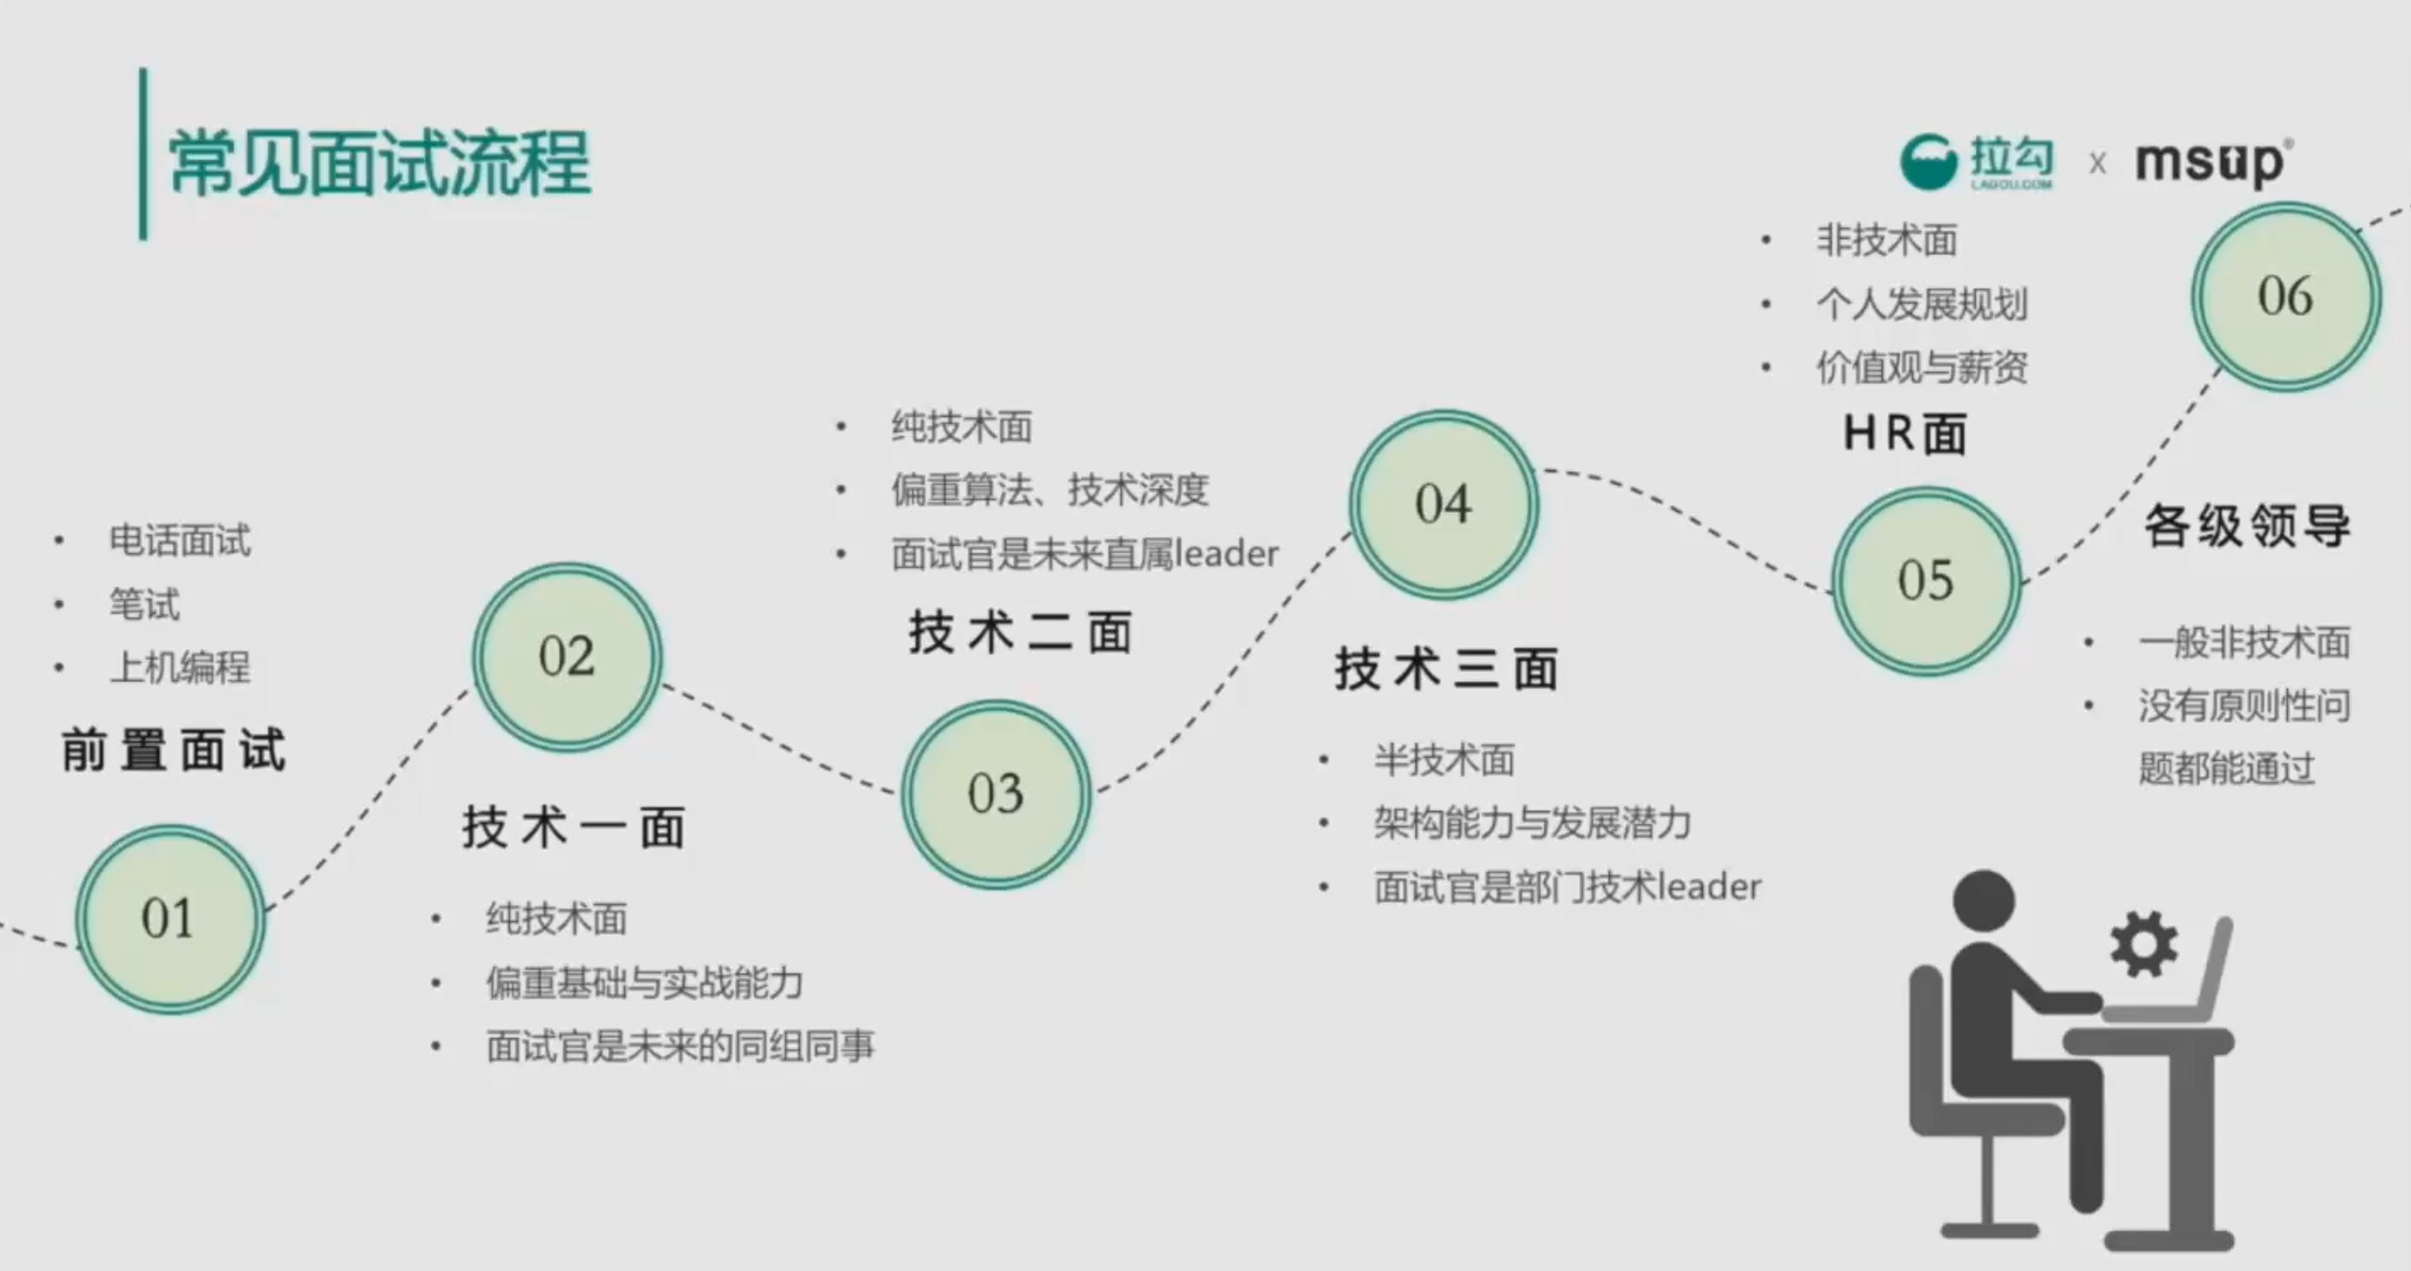 常见面试流程
拉勾
LAGOU.COM
x
msup®
电话面试
笔试
上机编程
前置面试
01
02
技术一面
纯技术面
偏重基础与实战能力
面试官是未来的同组同事
纯技术面
偏重算法、技术深度
面试官是未来直属leader
技术二面
03
04
技术三面
半技术面
架构能力与发展潜力
面试官是部门技术leader
非技术面
个人发展规划
价值观与薪资
HR面
05
06
各级领导
一般非技术面
没有原则性问
题都能通过